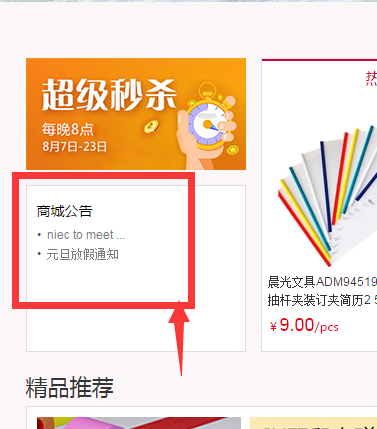 超级秒杀
每晚8点
8月7日-23日
热
商城公告
• niec to meet ...
• 元旦放假通知
晨光文具ADM94519
抽杆夹装订夹简历2 5
￥9.00/pcs
精品推荐